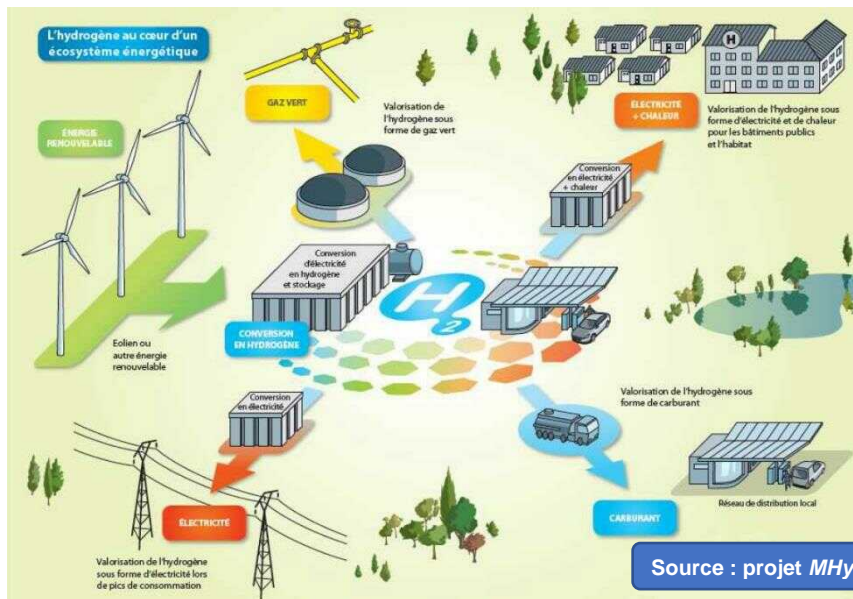 L'hydrogène au cœur d'un
écosystème énergétique
GAZ VERT
Valorisation de
l'hydrogène sous
forme de gaz vert
ÉLECTRICITÉ
+ CHALEUR
Valorisation de l'hydrogène sous
forme d'électricité et de chaleur
pour les bâtiments publics
et l'habitat
H
ÉNERGIE
RENOUVELABLE
Conversion
en électricité
+ chaleur
Conversion
d'électricité
en hydrogène
et stockage
H2
CONVERSION
EN HYDROGÈNE
Eolien ou
autre énergie
renouvelable
Conversion
en électricité
Valorisation de l'hydrogène sous
forme de carburant
Réseau de distribution local
ÉLECTRICITÉ
CARBURANT
Valorisation de l'hydrogène
sous forme d'électricité lors
de pics de consommation
Source : projet MHy